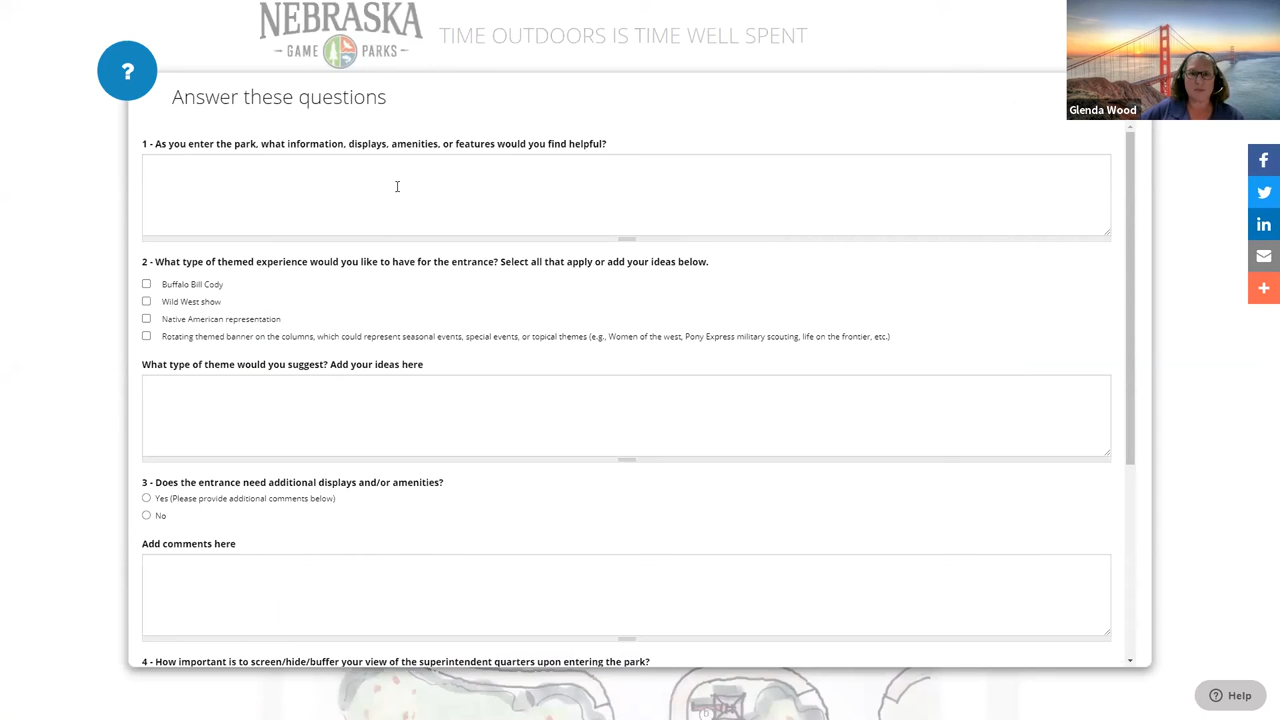 NEBRASKA
GAME PARKS
TIME OUTDOORS IS TIME WELL SPENT
?
Glenda Wood
Answer these questions
1 - As you enter the park, what information, displays, amenities, or features would you find helpful?
2 - What type of themed experience would you like to have for the entrance? Select all that apply or add your ideas below.
Buffalo Bill Cody
Wild West show
Native American representation
Rotating themed banner on the columns, which could represent seasonal events, special events, or topical themes (e.g., Women of the west, Pony Express military scouting, life on the frontier, etc.)
What type of theme would you suggest? Add your ideas here
3 - Does the entrance need additional displays and/or amenities?
Yes (Please provide additional comments below)
No
Add comments here
4 - How important is to screen/hide/buffer your view of the superintendent quarters upon entering the park?
? Help